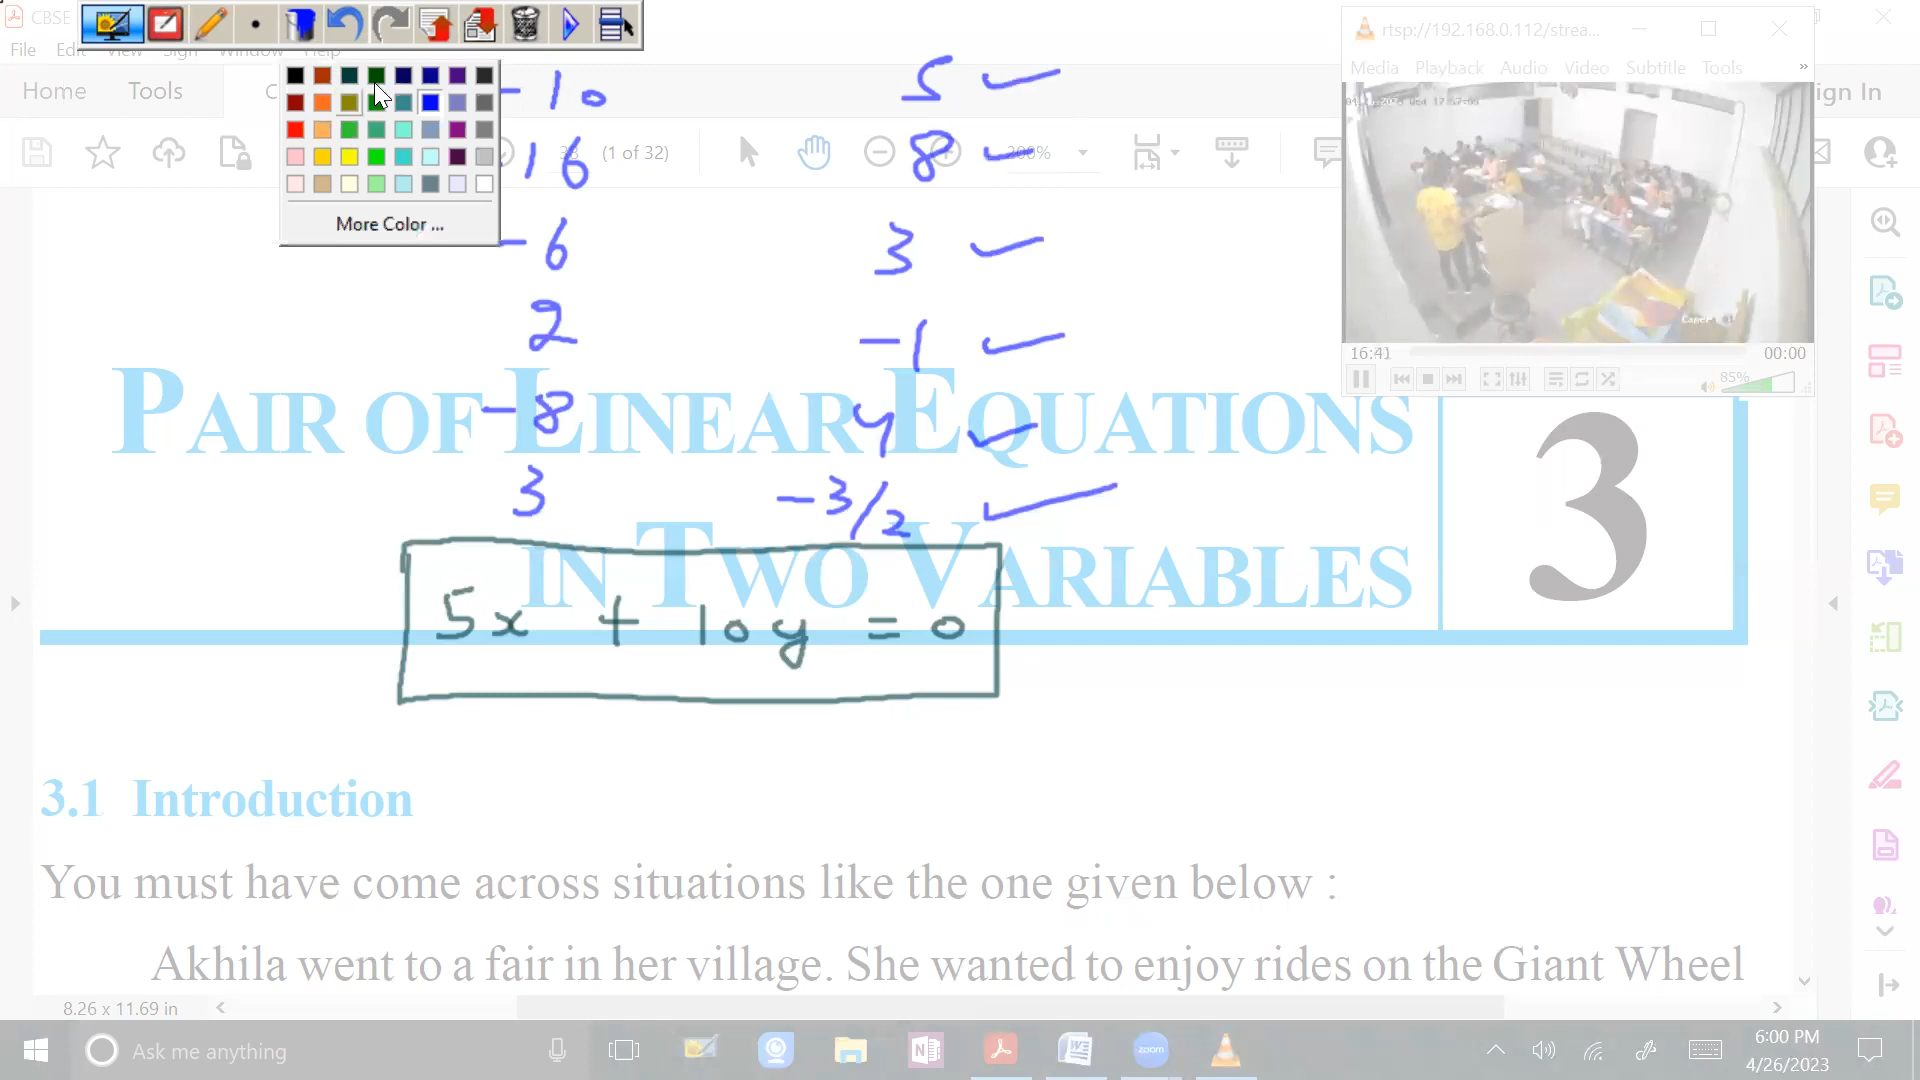 CBSE
File Edit View Sign Window Help
rtsp://192.168.0.112/strea...
Media Playback Audio Video Subtitle Tools »
Home Tools
gn In
-10 5 ✓
(1 of 32) 200%
16 8 ✓
More Color ...
-6 3 ✓
2 -1 ✓
16:41 00:00
85%
-8 4 ✓
PAIR OF LINEAR EQUATIONS
3 -3/2 ✓
IN TWO VARIABLES
3
5x + 10y = 0
3.1 Introduction
You must have come across situations like the one given below :
Akhila went to a fair in her village. She wanted to enjoy rides on the Giant Wheel
8.26 x 11.69 in
Ask me anything
zoom
6:00 PM
4/26/2023